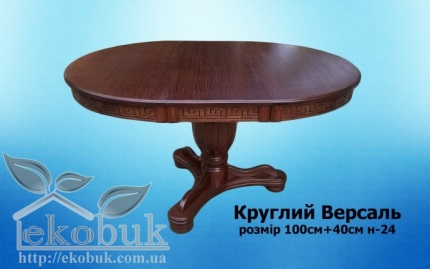 Круглий Версаль
розмір 100см+40см н-24
ekobuk
http://ekobuk.com.ua